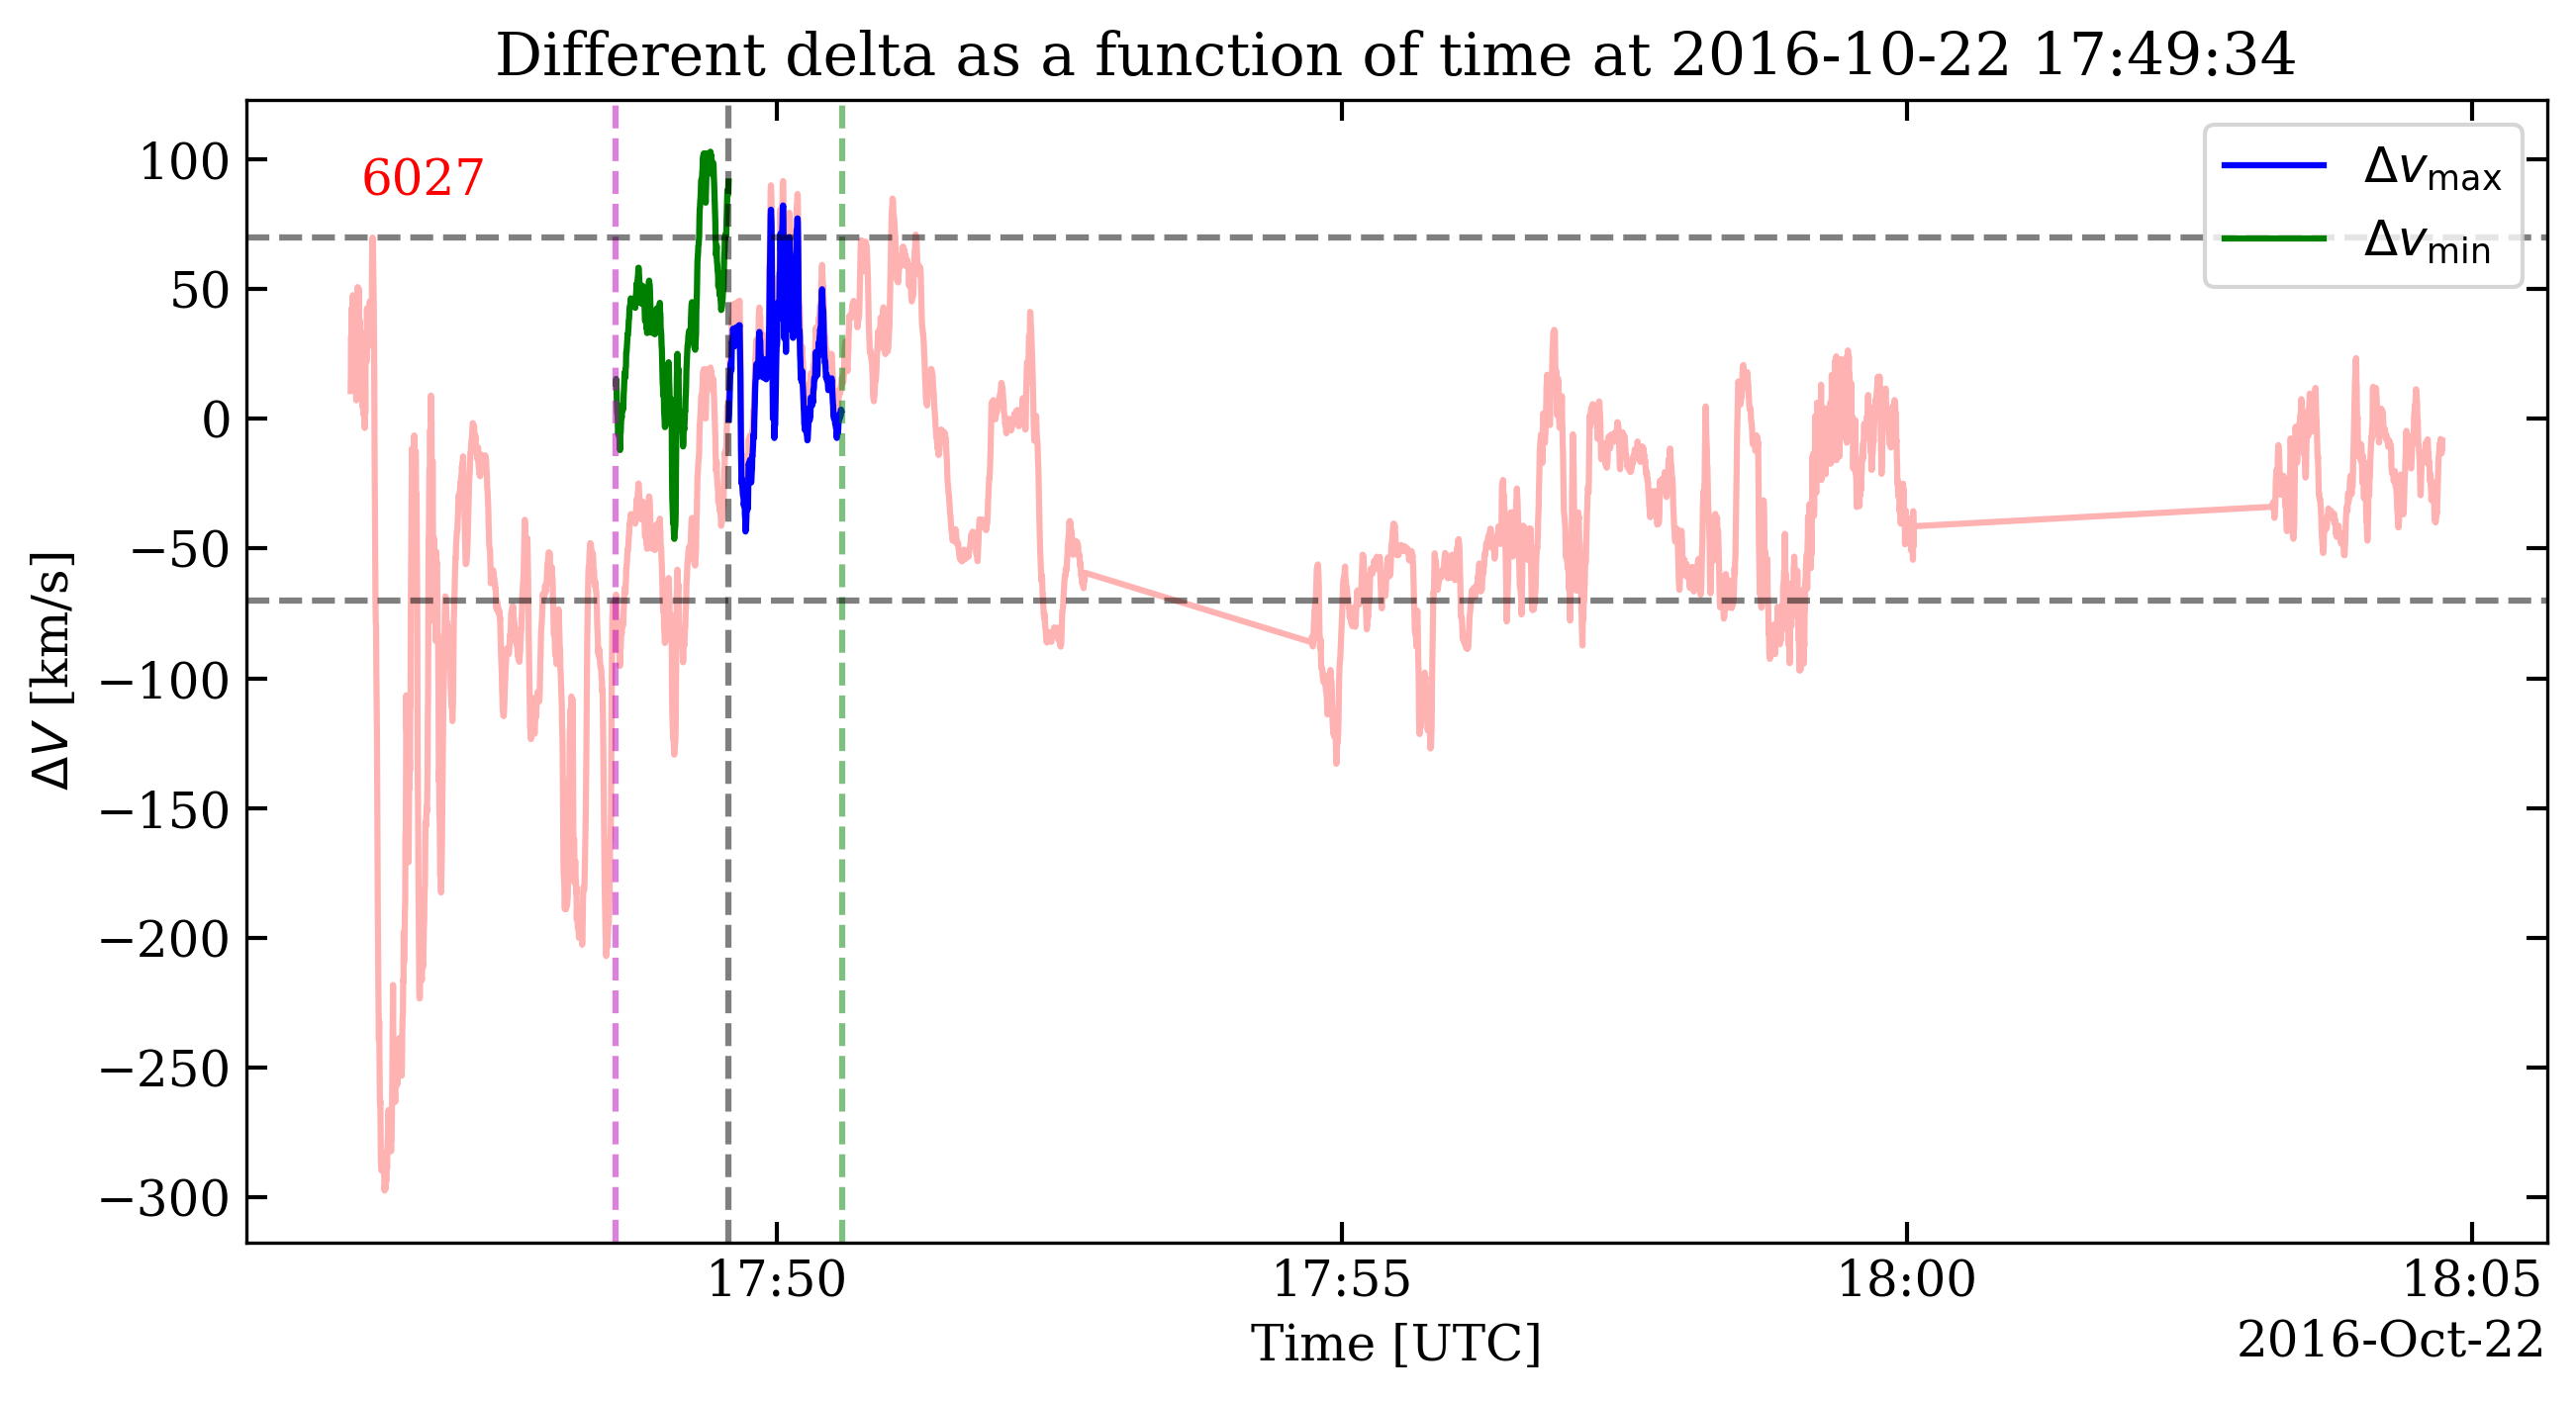 Different delta as a function of time at 2016-10-22 17:49:34
6027
Δv_max
Δv_min
100
50
0
−50
−100
−150
−200
−250
−300
ΔV [km/s]
17:50 17:55 18:00 18:05
Time [UTC]
2016-Oct-22